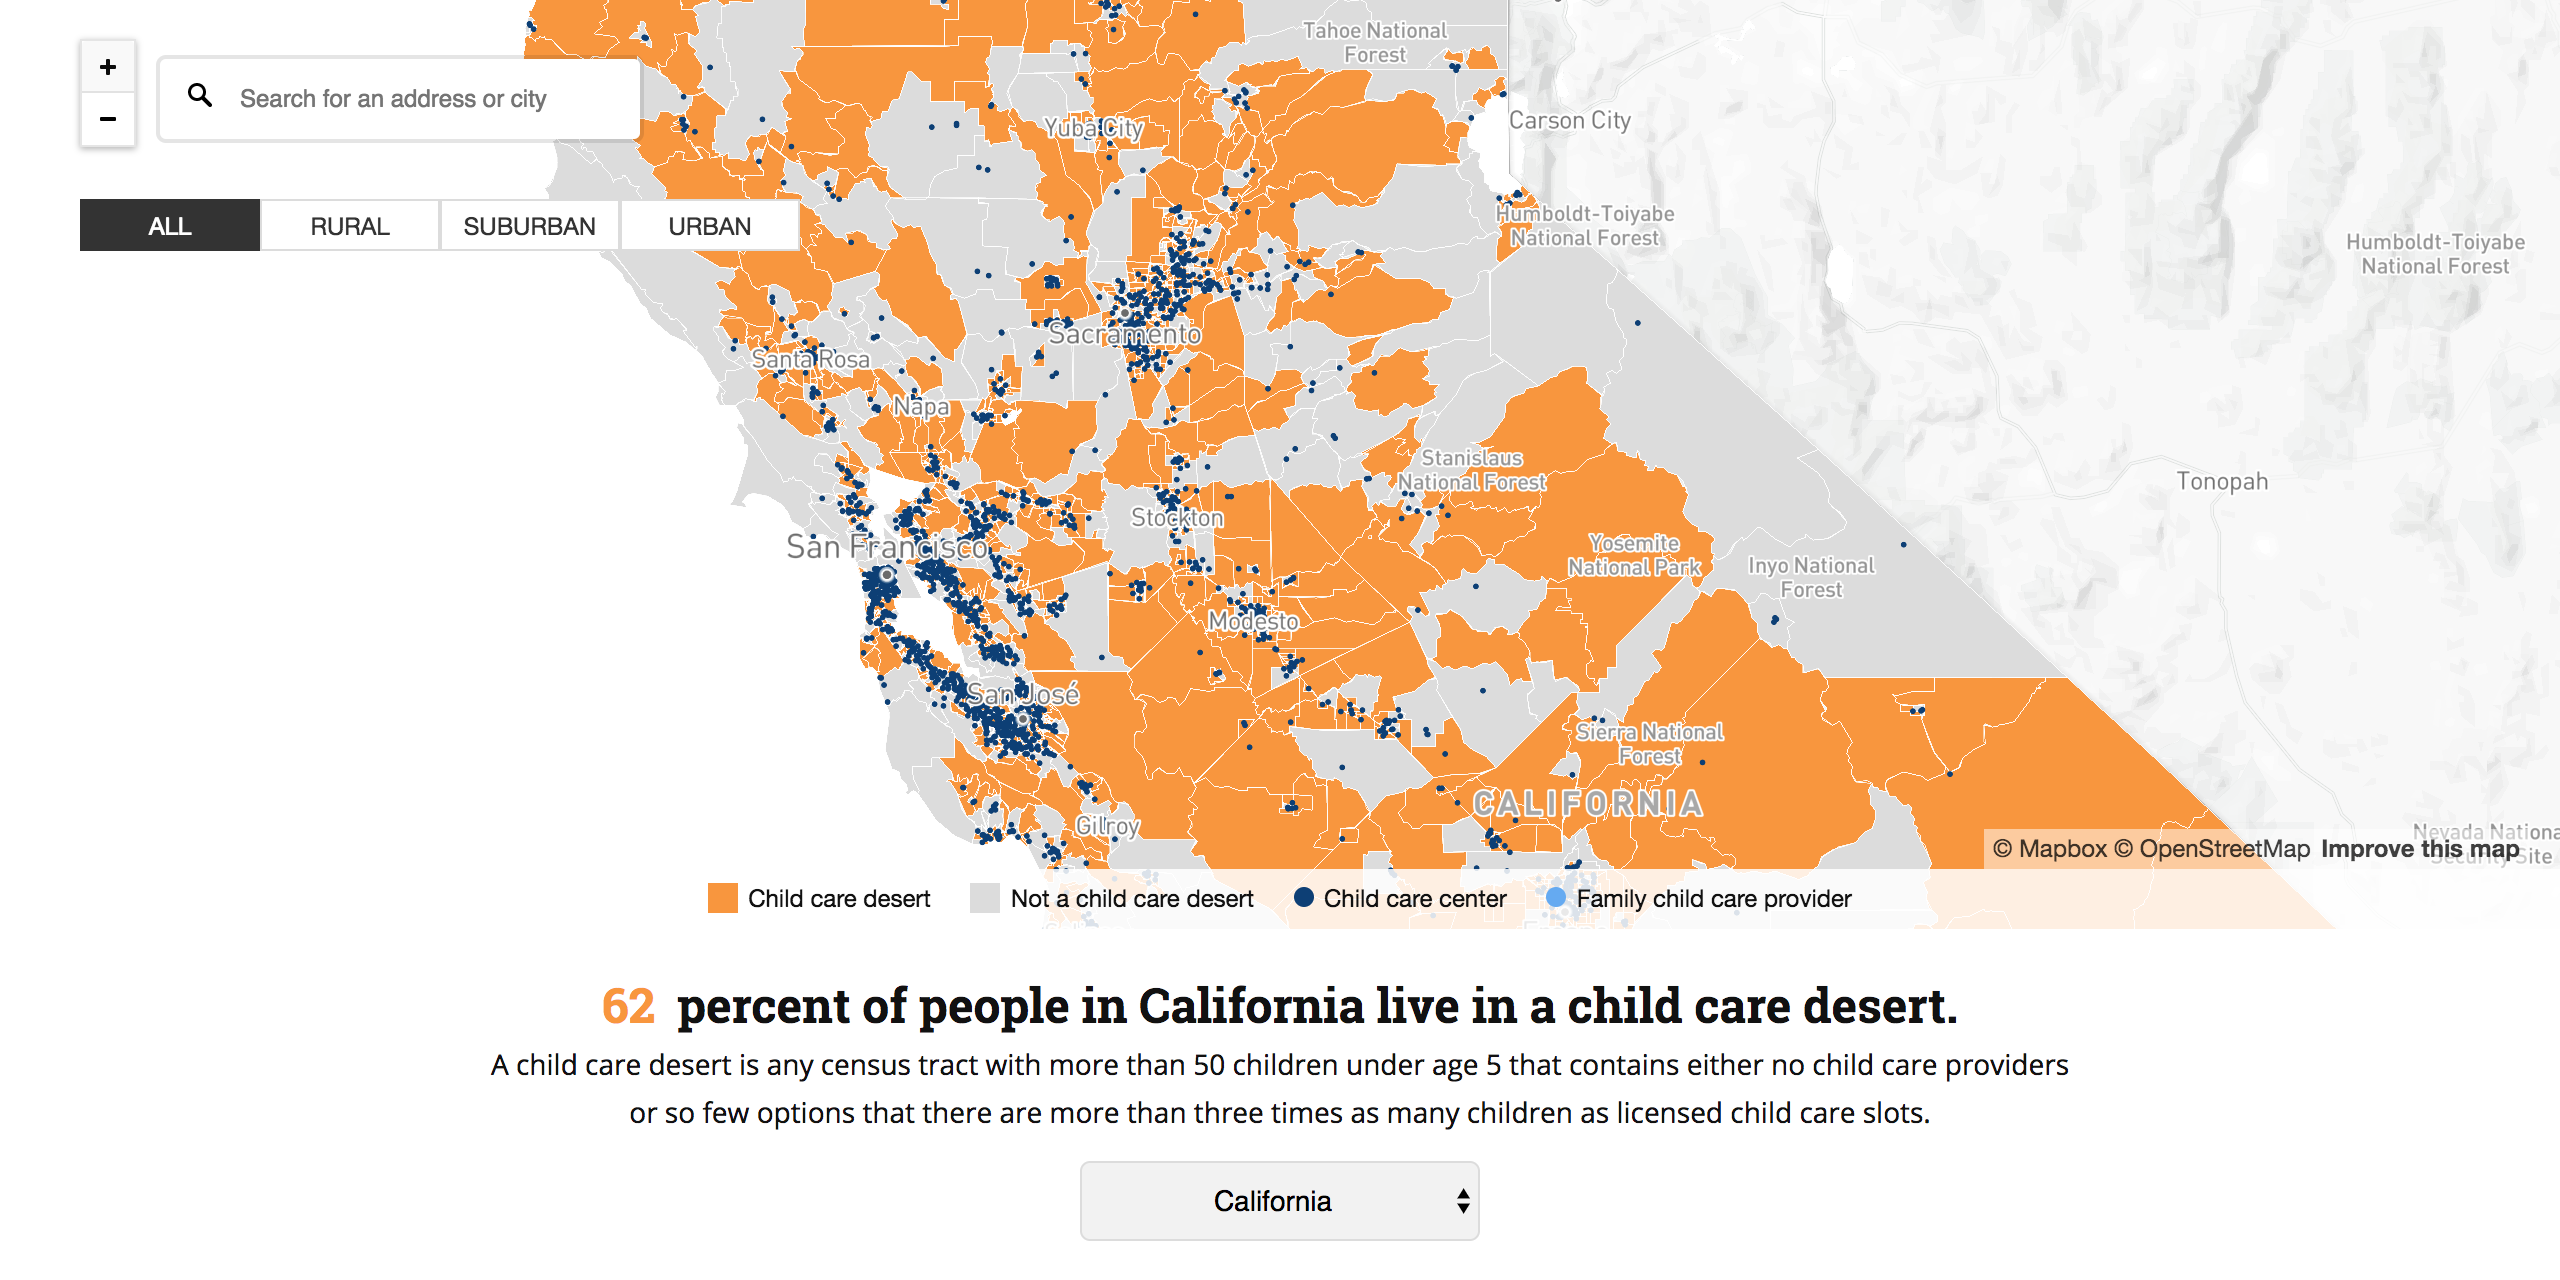 Tahoe National
Forest
+
Search for an address or city
−
Carson City
Yuba City
ALL
RURAL
SUBURBAN
URBAN
Humboldt-Toiyabe
National Forest
Humboldt-Toiyabe
National Forest
Sacramento
Santa Rosa
Napa
Stanislaus
National Forest
Tonopah
Stockton
San Francisco
Yosemite
National Park
Inyo National
Forest
Modesto
San José
Sierra National
Forest
CALIFORNIA
Gilroy
Nevada Nationa
Security Site
© Mapbox © OpenStreetMap Improve this map
Child care desert
Not a child care desert
Child care center
Family child care provider
62 percent of people in California live in a child care desert.
A child care desert is any census tract with more than 50 children under age 5 that contains either no child care providers
or so few options that there are more than three times as many children as licensed child care slots.
California